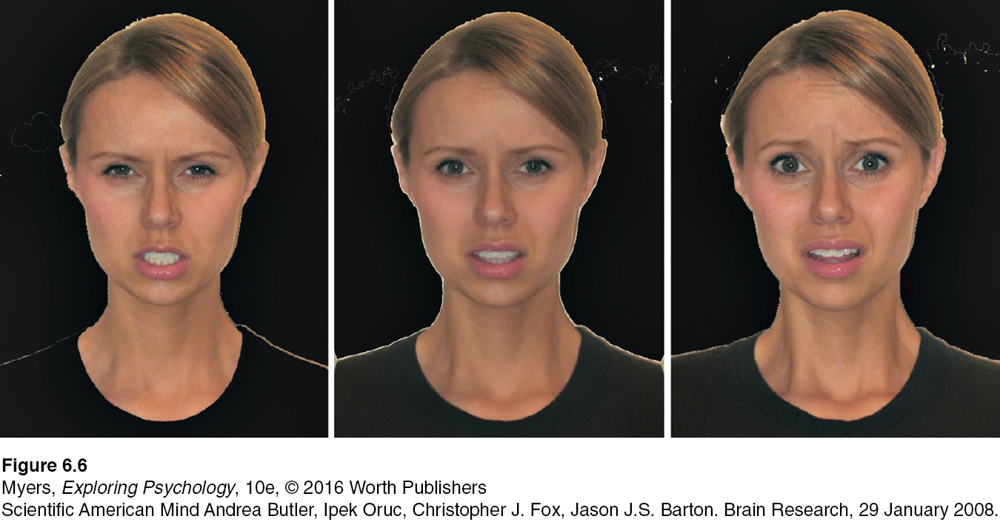 Figure 6.6
Myers, Exploring Psychology, 10e, © 2016 Worth Publishers
Scientific American Mind Andrea Butler, Ipek Oruc, Christopher J. Fox, Jason J.S. Barton. Brain Research, 29 January 2008.